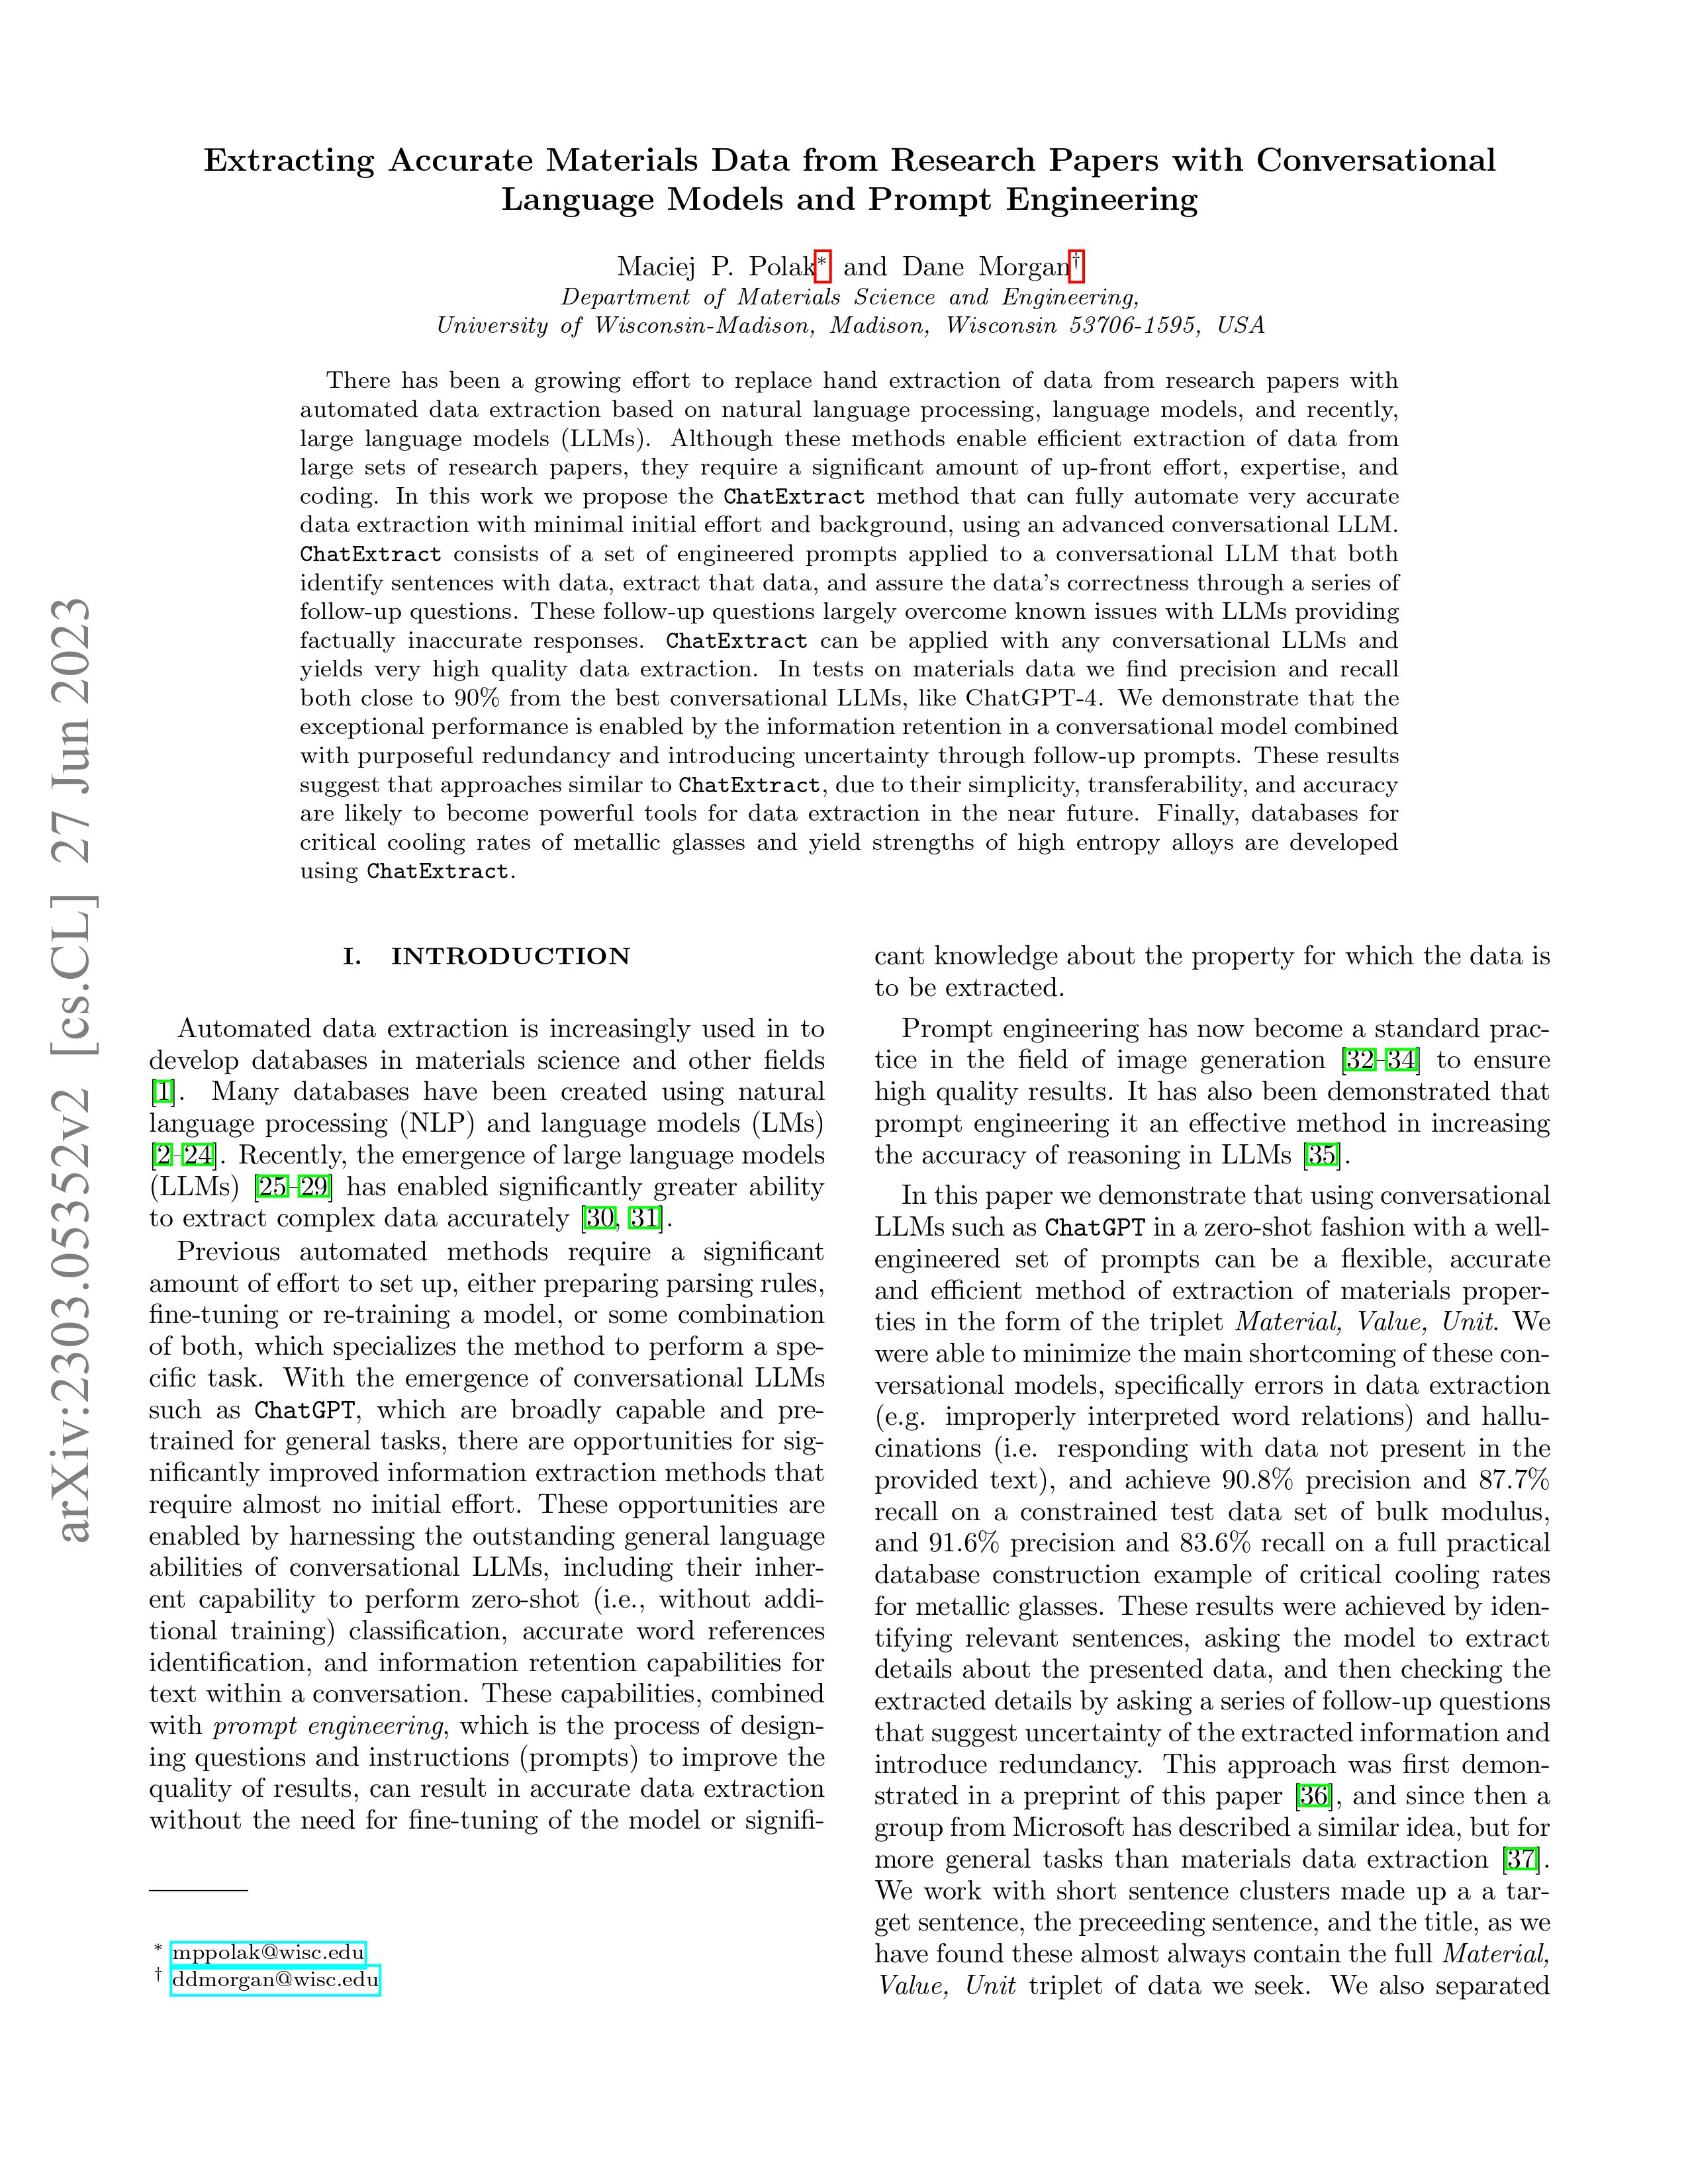 Extracting Accurate Materials Data from Research Papers with Conversational
Language Models and Prompt Engineering
Maciej P. Polak* and Dane Morgan†
Department of Materials Science and Engineering,
University of Wisconsin-Madison, Madison, Wisconsin 53706-1595, USA
There has been a growing effort to replace hand extraction of data from research papers with
automated data extraction based on natural language processing, language models, and recently,
large language models (LLMs). Although these methods enable efficient extraction of data from
large sets of research papers, they require a significant amount of up-front effort, expertise, and
coding. In this work we propose the ChatExtract method that can fully automate very accurate
data extraction with minimal initial effort and background, using an advanced conversational LLM.
ChatExtract consists of a set of engineered prompts applied to a conversational LLM that both
identify sentences with data, extract that data, and assure the data's correctness through a series of
follow-up questions. These follow-up questions largely overcome known issues with LLMs providing
factually inaccurate responses. ChatExtract can be applied with any conversational LLMs and
yields very high quality data extraction. In tests on materials data we find precision and recall
both close to 90% from the best conversational LLMs, like ChatGPT-4. We demonstrate that the
exceptional performance is enabled by the information retention in a conversational model combined
with purposeful redundancy and introducing uncertainty through follow-up prompts. These results
suggest that approaches similar to ChatExtract, due to their simplicity, transferability, and accuracy
are likely to become powerful tools for data extraction in the near future. Finally, databases for
critical cooling rates of metallic glasses and yield strengths of high entropy alloys are developed
using ChatExtract.
I. INTRODUCTION
Automated data extraction is increasingly used in to
develop databases in materials science and other fields
[1]. Many databases have been created using natural
language processing (NLP) and language models (LMs)
[2–24]. Recently, the emergence of large language models
(LLMs) [25–29] has enabled significantly greater ability
to extract complex data accurately [30, 31].
Previous automated methods require a significant
amount of effort to set up, either preparing parsing rules,
fine-tuning or re-training a model, or some combination
of both, which specializes the method to perform a spe-
cific task. With the emergence of conversational LLMs
such as ChatGPT, which are broadly capable and pre-
trained for general tasks, there are opportunities for sig-
nificantly improved information extraction methods that
require almost no initial effort. These opportunities are
enabled by harnessing the outstanding general language
abilities of conversational LLMs, including their inher-
ent capability to perform zero-shot (i.e., without addi-
tional training) classification, accurate word references
identification, and information retention capabilities for
text within a conversation. These capabilities, combined
with prompt engineering, which is the process of design-
ing questions and instructions (prompts) to improve the
quality of results, can result in accurate data extraction
without the need for fine-tuning of the model or signifi-
* mppolak@wisc.edu
† ddmorgan@wisc.edu
cant knowledge about the property for which the data is
to be extracted.
Prompt engineering has now become a standard prac-
tice in the field of image generation [32–34] to ensure
high quality results. It has also been demonstrated that
prompt engineering it an effective method in increasing
the accuracy of reasoning in LLMs [35].
In this paper we demonstrate that using conversational
LLMs such as ChatGPT in a zero-shot fashion with a well-
engineered set of prompts can be a flexible, accurate
and efficient method of extraction of materials proper-
ties in the form of the triplet Material, Value, Unit. We
were able to minimize the main shortcoming of these con-
versational models, specifically errors in data extraction
(e.g. improperly interpreted word relations) and hallu-
cinations (i.e. responding with data not present in the
provided text), and achieve 90.8% precision and 87.7%
recall on a constrained test data set of bulk modulus,
and 91.6% precision and 83.6% recall on a full practical
database construction example of critical cooling rates
for metallic glasses. These results were achieved by iden-
tifying relevant sentences, asking the model to extract
details about the presented data, and then checking the
extracted details by asking a series of follow-up questions
that suggest uncertainty of the extracted information and
introduce redundancy. This approach was first demon-
strated in a preprint of this paper [36], and since then a
group from Microsoft has described a similar idea, but for
more general tasks than materials data extraction [37].
We work with short sentence clusters made up a a tar-
get sentence, the preceeding sentence, and the title, as we
have found these almost always contain the full Material,
Value, Unit triplet of data we seek. We also separated
arXiv:2303.05352v2 [cs.CL] 27 Jun 2023